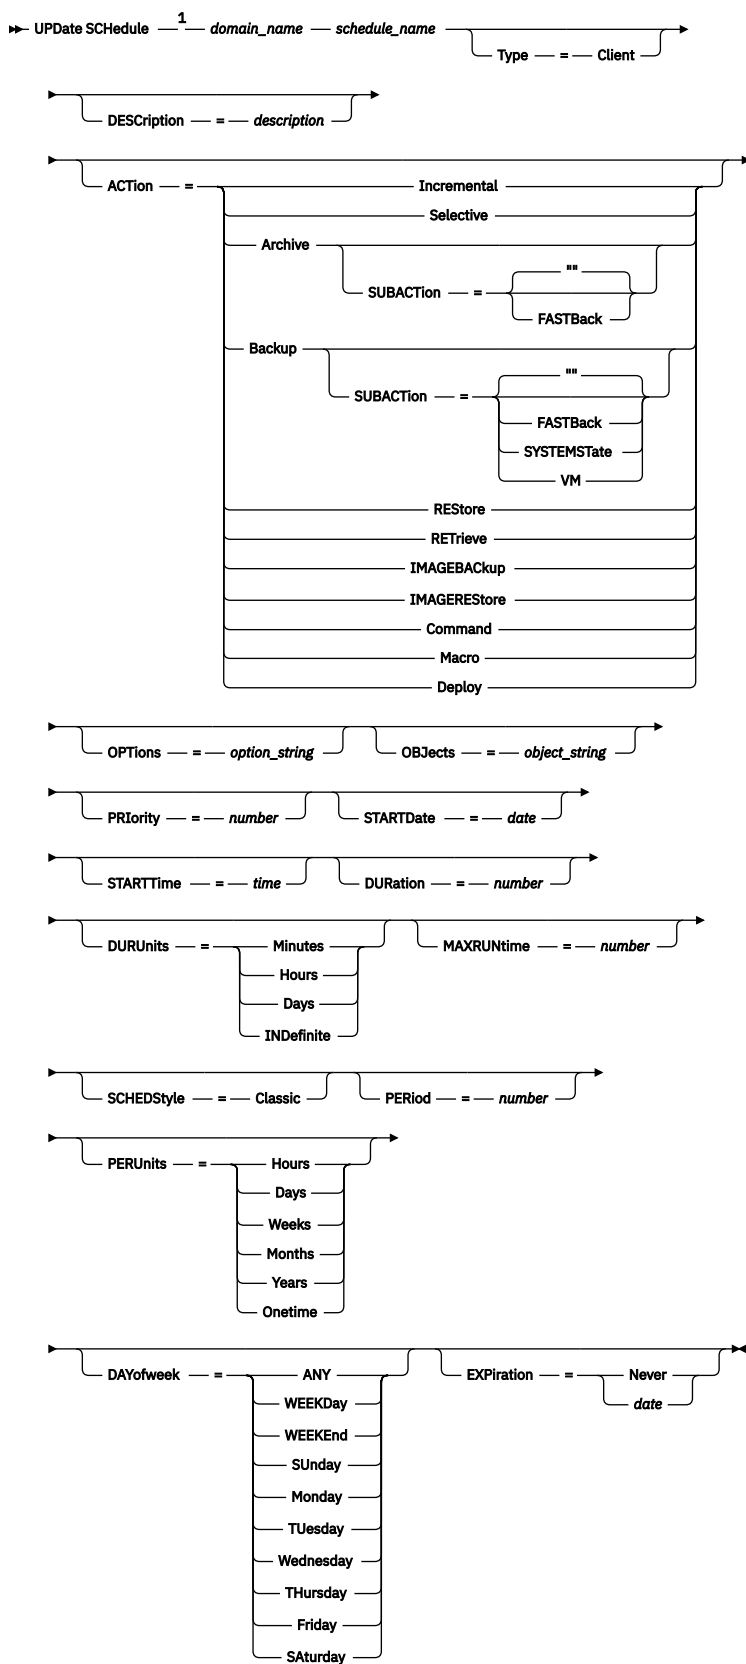 1
UPDate SCHedule domain_name schedule_name
Type = Client
DESCription = description
ACTion = Incremental
Selective
Archive
""
SUBACTion =
FASTBack
Backup
""
SUBACTion =
FASTBack
SYSTEMSTate
VM
REStore
RETrieve
IMAGEBACkup
IMAGEREStore
Command
Macro
Deploy
OPTions = option_string OBJects = object_string
PRIority = number STARTDate = date
STARTTime = time DURation = number
DURUnits = Minutes MAXRUNtime = number
Hours
Days
INDefinite
SCHEDStyle = Classic PERiod = number
PERUnits = Hours
Days
Weeks
Months
Years
Onetime
DAYofweek = ANY EXPiration = Never
WEEKDay date
WEEKEnd
SUnday
Monday
TUesday
Wednesday
THursday
Friday
SAturday